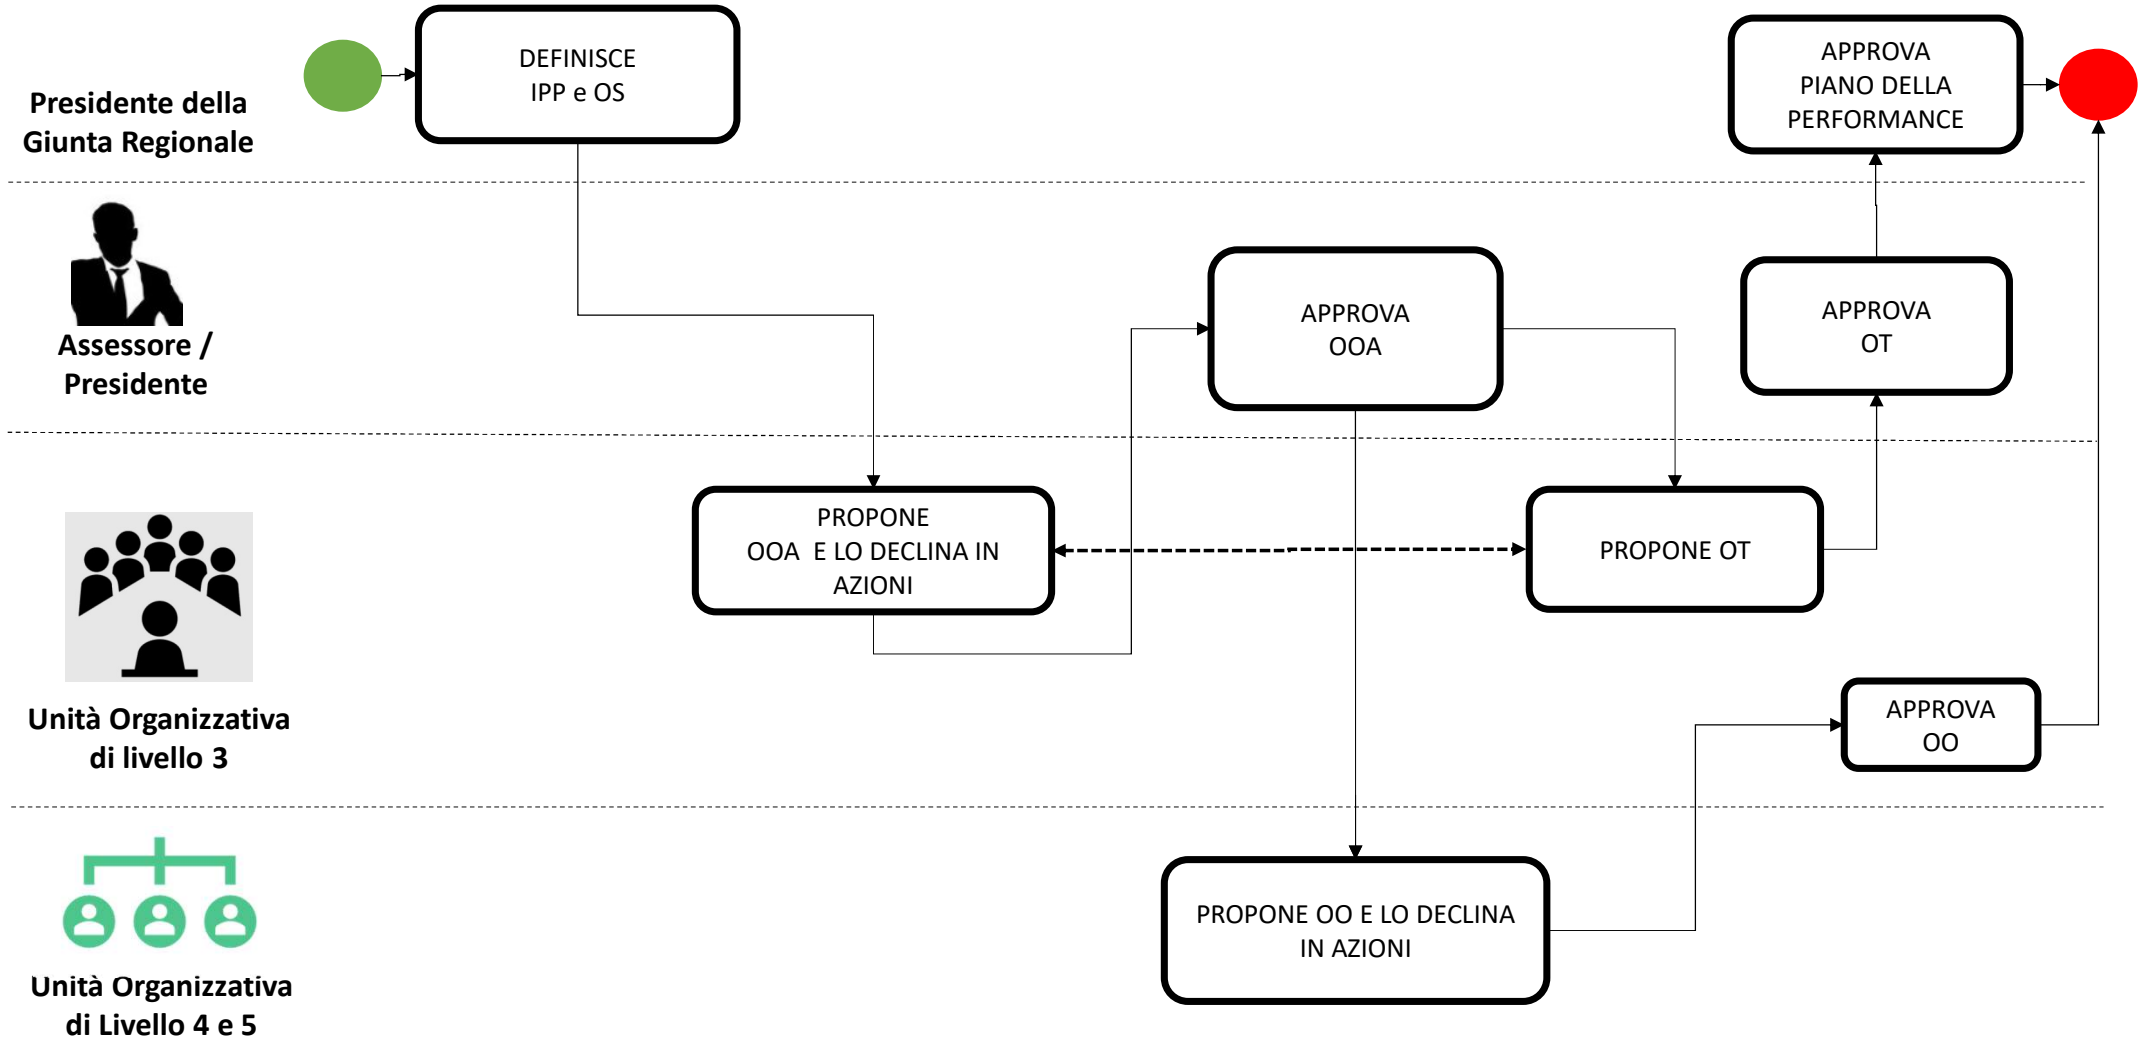 DEFINISCE
IPP e OS
APPROVA
PIANO DELLA
PERFORMANCE
Presidente della
Giunta Regionale
APPROVA
OOA
APPROVA
OT
Assessore /
Presidente
PROPONE
OOA E LO DECLINA IN
AZIONI
PROPONE OT
Unità Organizzativa
di livello 3
APPROVA
OO
PROPONE OO E LO DECLINA
IN AZIONI
Unità Organizzativa
di Livello 4 e 5